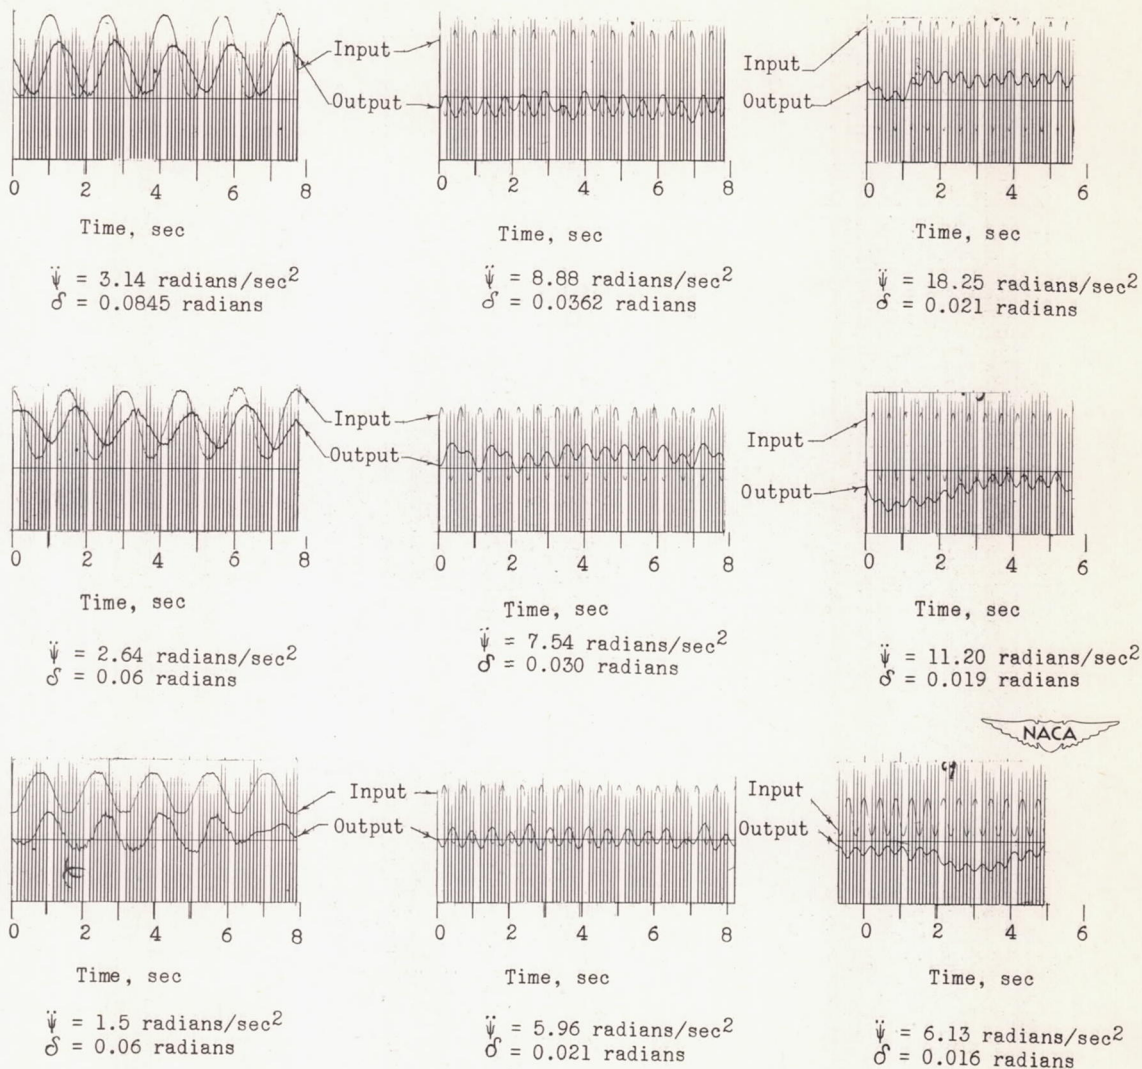 Input
Output
0 2 4 6 8
Time, sec
ψ̈ = 3.14 radians/sec²
δ = 0.0845 radians
0 2 4 6 8
Time, sec
ψ̈ = 8.88 radians/sec²
δ = 0.0362 radians
Input
Output
0 2 4 6
Time, sec
ψ̈ = 18.25 radians/sec²
δ = 0.021 radians
Input
Output
0 2 4 6 8
Time, sec
ψ̈ = 2.64 radians/sec²
δ = 0.06 radians
0 2 4 6 8
Time, sec
ψ̈ = 7.54 radians/sec²
δ = 0.030 radians
Input
Output
0 2 4 6
Time, sec
ψ̈ = 11.20 radians/sec²
δ = 0.019 radians
NACA
Input
Output
0 2 4 6 8
Time, sec
ψ̈ = 1.5 radians/sec²
δ = 0.06 radians
0 2 4 6 8
Time, sec
ψ̈ = 5.96 radians/sec²
δ = 0.021 radians
Input
Output
0 2 4 6
Time, sec
ψ̈ = 6.13 radians/sec²
δ = 0.016 radians